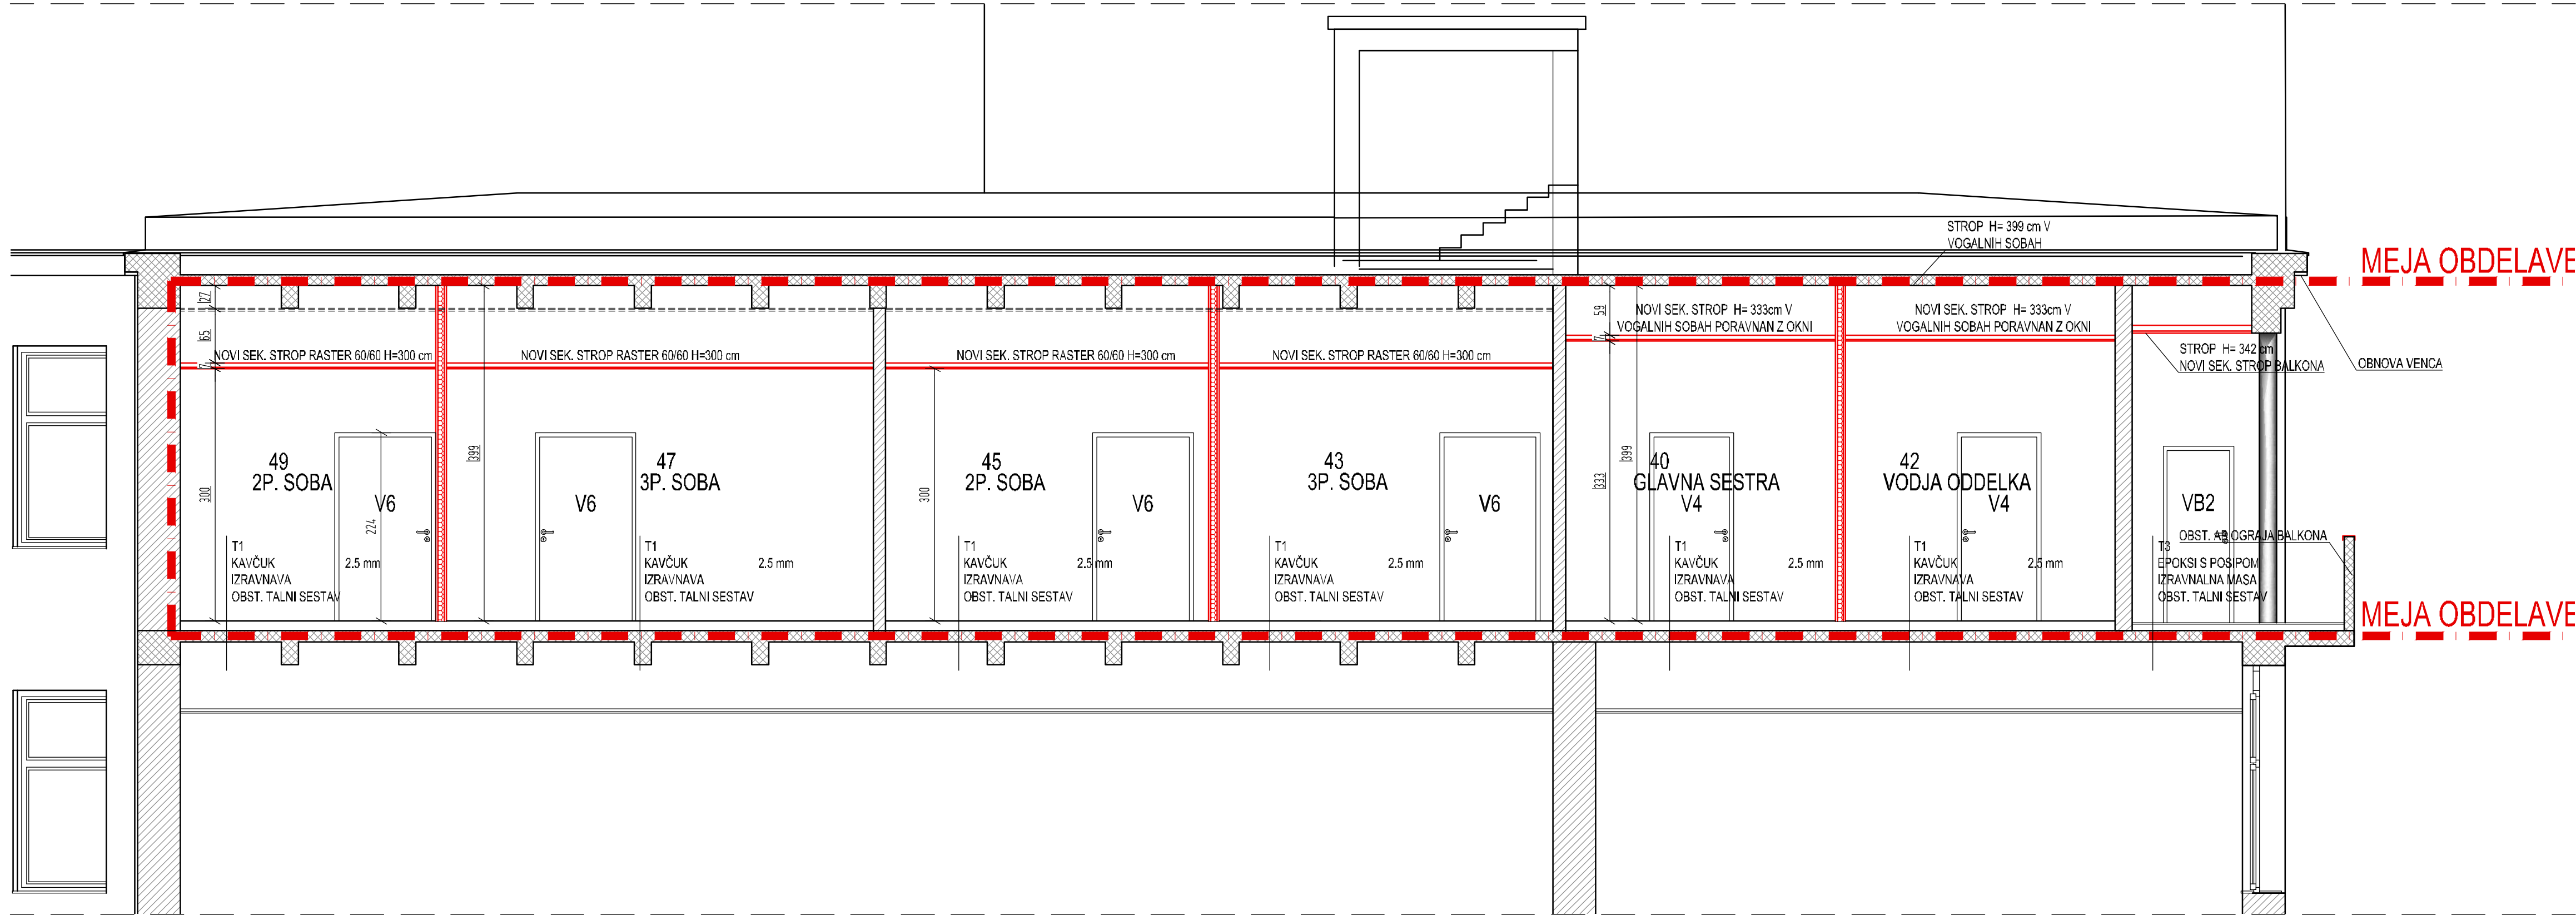 STROP H= 399 cm V
VOGALNIH SOBAH
MEJA OBDELAVE
27
65
7
NOVI SEK. STROP RASTER 60/60 H=300 cm
NOVI SEK. STROP RASTER 60/60 H=300 cm
NOVI SEK. STROP RASTER 60/60 H=300 cm
NOVI SEK. STROP RASTER 60/60 H=300 cm
59
7
NOVI SEK. STROP H= 333cm V
VOGALNIH SOBAH PORAVNAN Z OKNI
NOVI SEK. STROP H= 333cm V
VOGALNIH SOBAH PORAVNAN Z OKNI
STROP H= 342 cm
NOVI SEK. STROP BALKONA
OBNOVA VENCA
49
2P. SOBA
V6
300
224
399
47
3P. SOBA
V6
45
2P. SOBA
V6
300
43
3P. SOBA
V6
40
GLAVNA SESTRA
V4
333
399
42
VODJA ODDELKA
V4
VB2
OBST. AB OGRAJA BALKONA
T1
KAVČUK 2.5 mm
IZRAVNAVA
OBST. TALNI SESTAV
T1
KAVČUK 2.5 mm
IZRAVNAVA
OBST. TALNI SESTAV
T1
KAVČUK 2.5 mm
IZRAVNAVA
OBST. TALNI SESTAV
T1
KAVČUK 2.5 mm
IZRAVNAVA
OBST. TALNI SESTAV
T1
KAVČUK 2.5 mm
IZRAVNAVA
OBST. TALNI SESTAV
T1
KAVČUK 2.5 mm
IZRAVNAVA
OBST. TALNI SESTAV
T3
EPOKSI S POSIPOM
IZRAVNALNA MASA
OBST. TALNI SESTAV
MEJA OBDELAVE